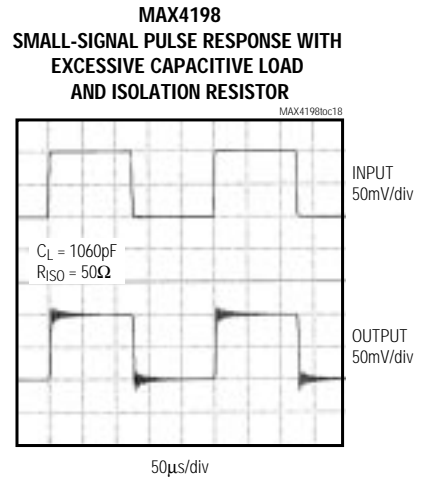 MAX4198
SMALL-SIGNAL PULSE RESPONSE WITH
EXCESSIVE CAPACITIVE LOAD
AND ISOLATION RESISTOR
MAX4198toc18
INPUT
50mV/div
CL = 1060pF
RISO = 50Ω
OUTPUT
50mV/div
50μs/div